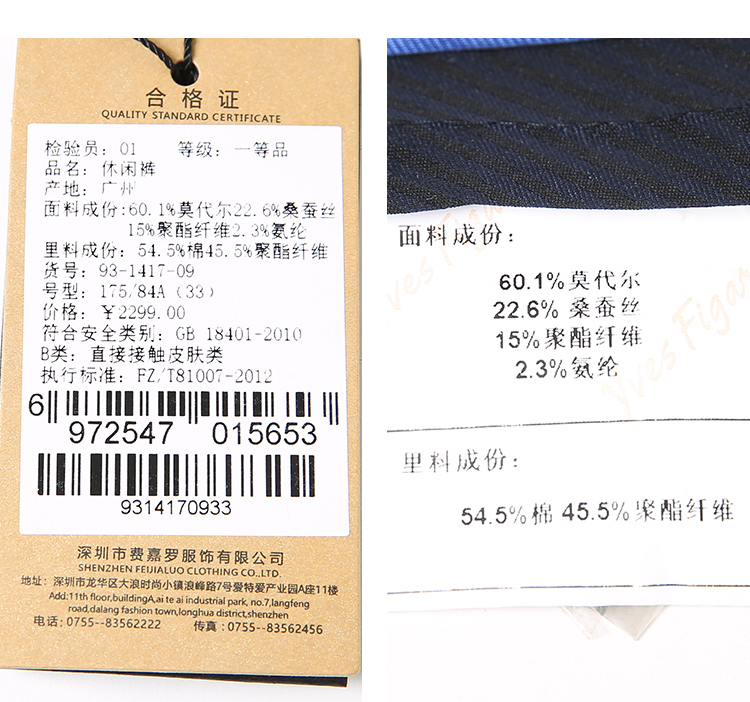 合格证
QUALITY STANDARD CERTIFICATE
检验员：01 等级：一等品
品名：休闲裤
产地：广州
面料成份：60.1%莫代尔22.6%桑蚕丝
15%聚酯纤维2.3%氨纶
里料成份：54.5%棉45.5%聚酯纤维
货号：93-1417-09
号型：175/84A（33）
价格：￥2299.00
符合安全类别：GB 18401-2010
B类：直接接触皮肤类
执行标准：FZ/T81007-2012
6 972547 015653
9314170933
深圳市费嘉罗服饰有限公司
SHENZHEN FEIJIALUO CLOTHING CO.,LTD.
地址：深圳市龙华区大浪时尚小镇浪峰路7号爱特爱产业园A座11楼
Add:11th floor,buildingA,ai te ai industrial park, no.7,langfeng
road,dalang fashion town,longhua district,shenzhen
电话：0755--83562222 传真：0755-83562456
面料成份：
60.1%莫代尔
22.6% 桑蚕丝
15%聚酯纤维
2.3%氨纶
里料成份：
54.5%棉 45.5%聚酯纤维
Yves Figar